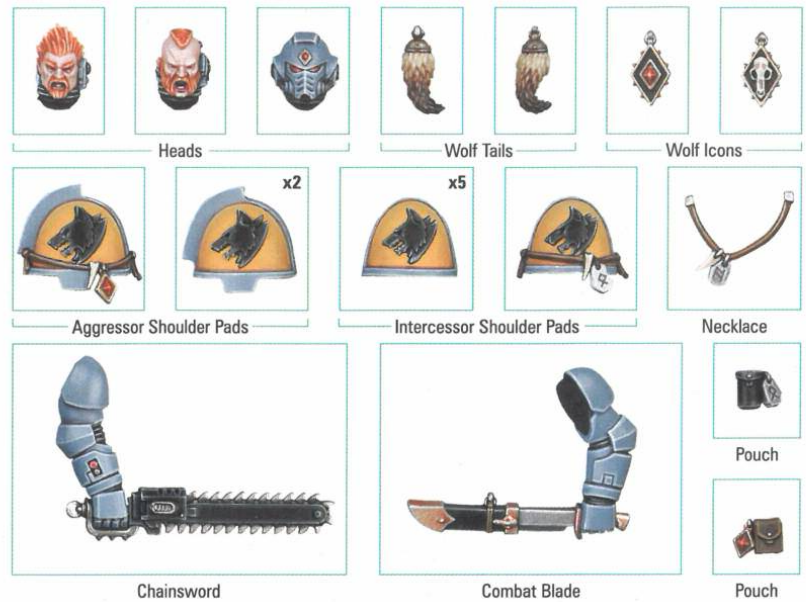 Heads
Wolf Tails
Wolf Icons
x2
x5
Aggressor Shoulder Pads
Intercessor Shoulder Pads
Necklace
Pouch
Chainsword
Combat Blade
Pouch